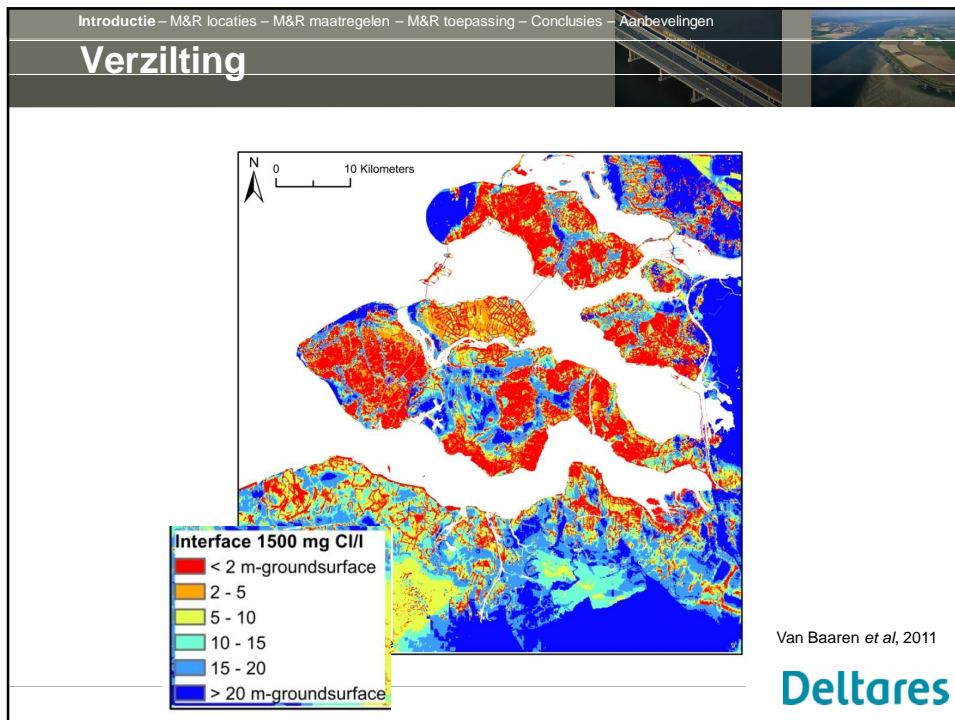 Introductie – M&R locaties – M&R maatregelen – M&R toepassing – Conclusies – Aanbevelingen
Verzilting
N
0 10 Kilometers
Interface 1500 mg Cl/l
< 2 m-groundsurface
2 - 5
5 - 10
10 - 15
15 - 20
> 20 m-groundsurface
Van Baaren et al, 2011
Deltares